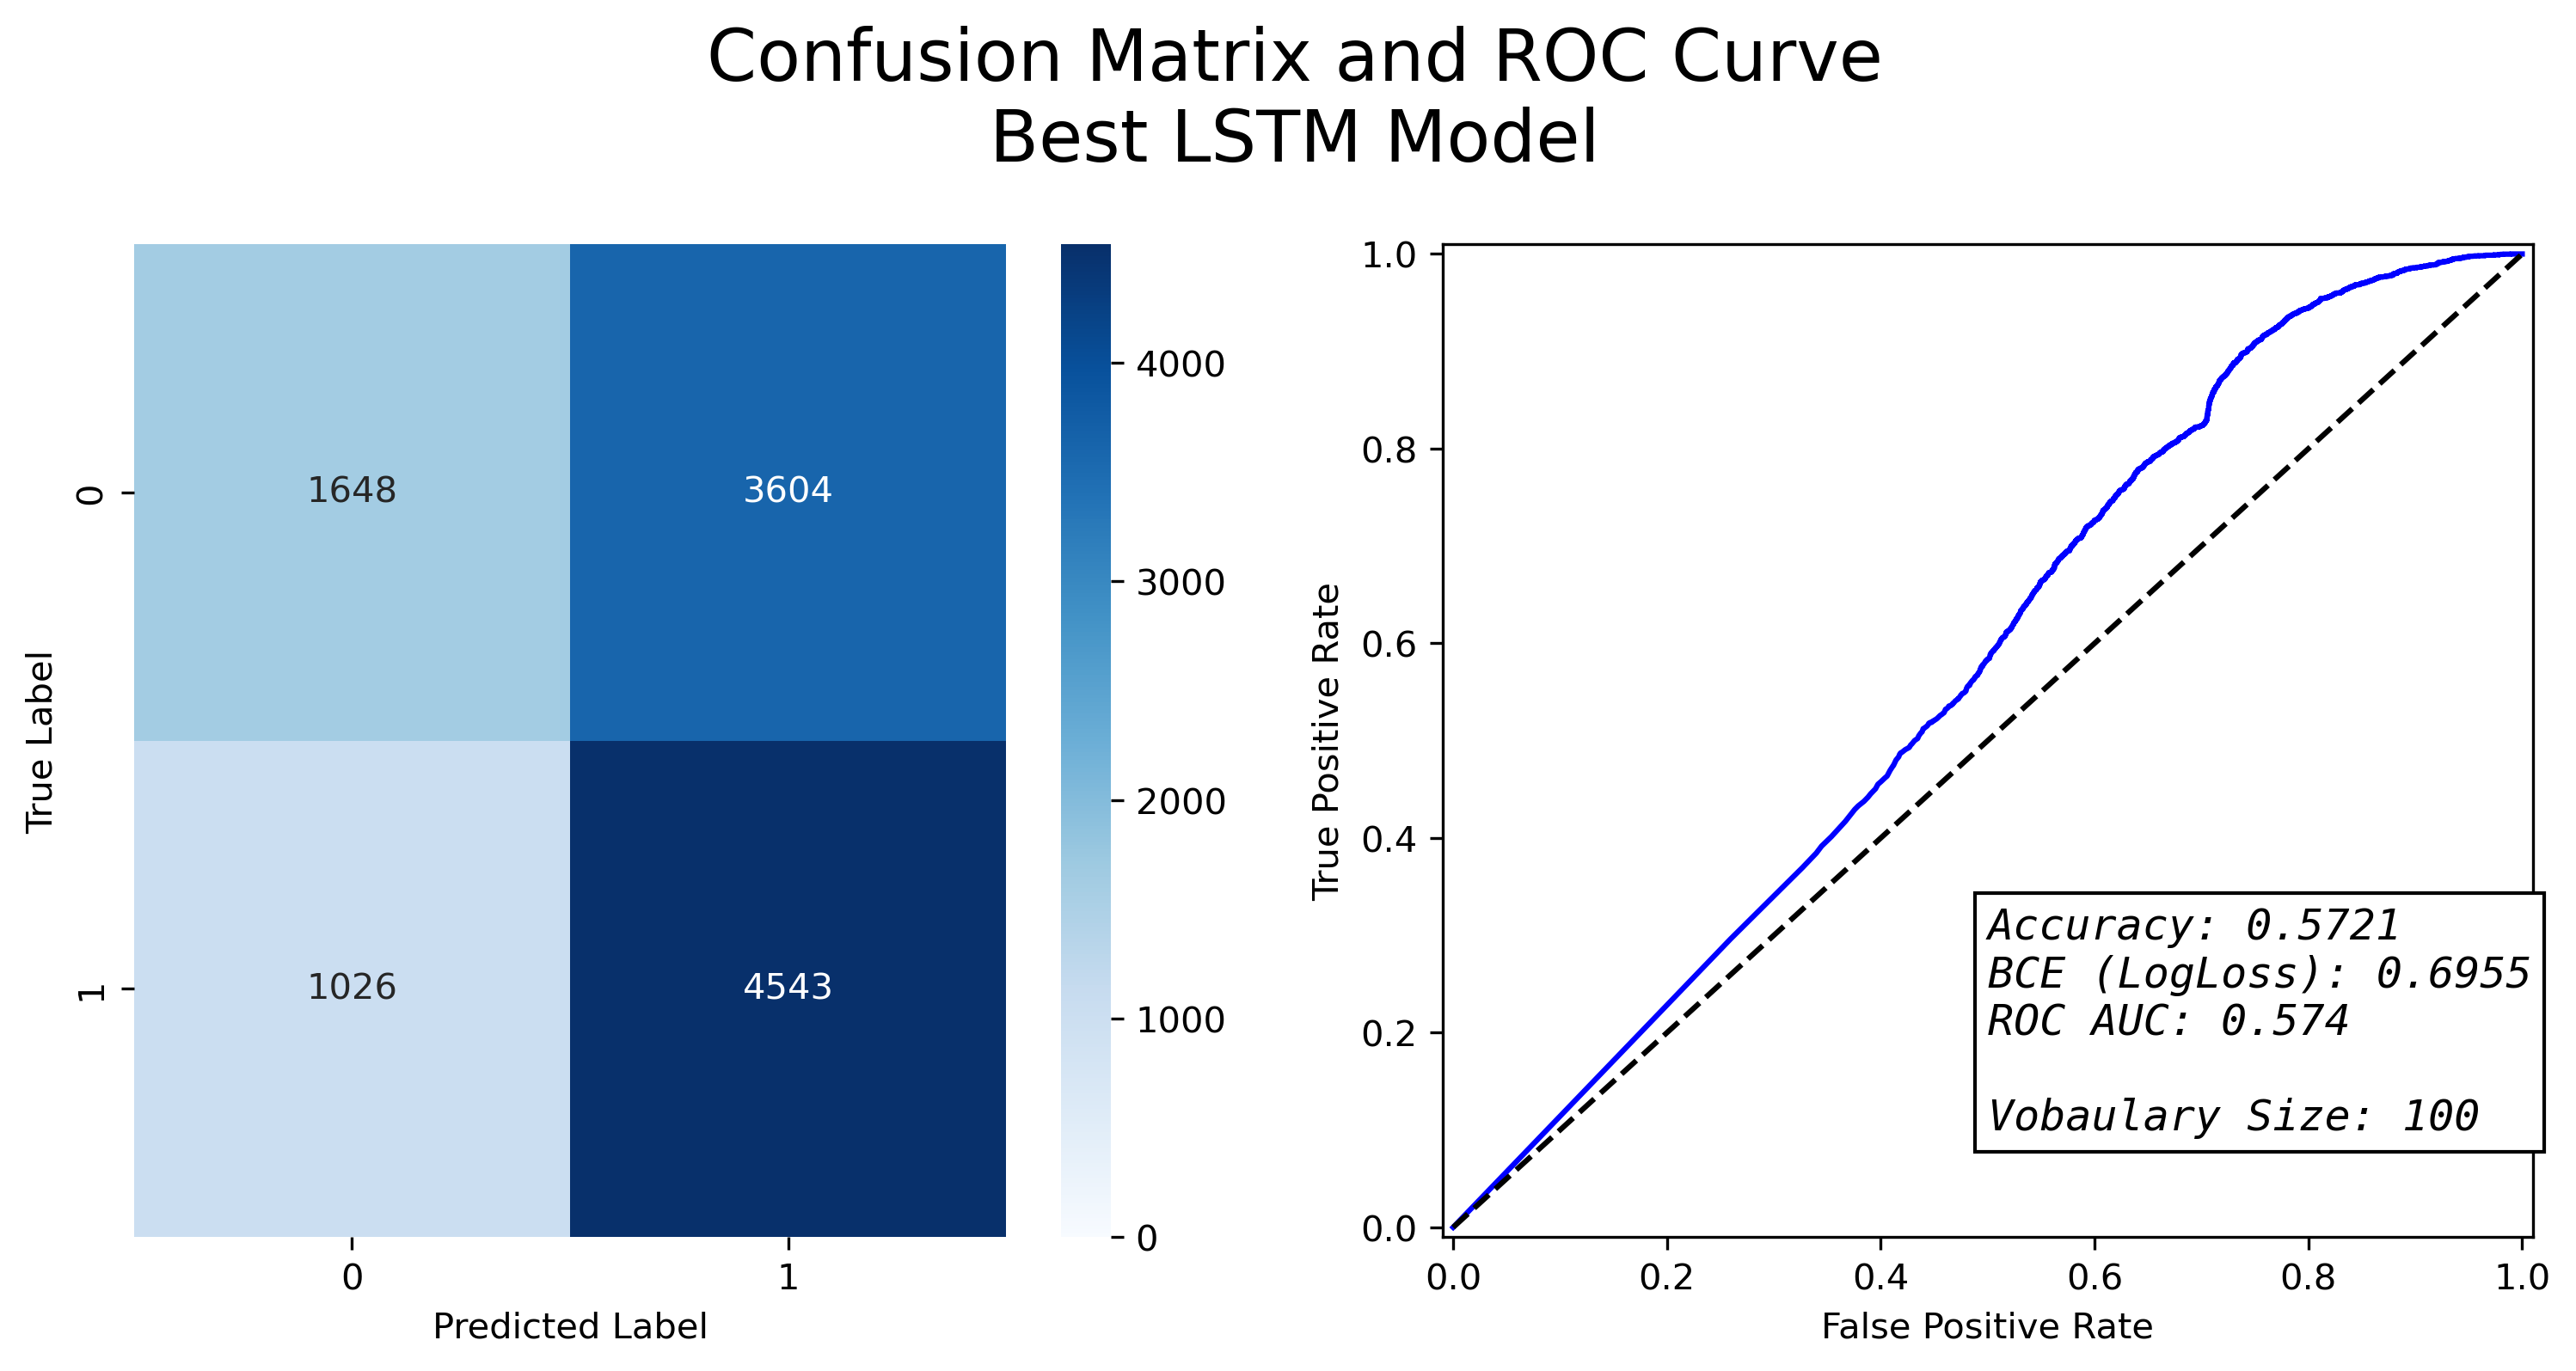 Confusion Matrix and ROC Curve
Best LSTM Model
True Label
0
1
1648
3604
1026
4543
0
1
Predicted Label
4000
3000
2000
1000
0
True Positive Rate
1.0
0.8
0.6
0.4
0.2
0.0
Accuracy: 0.5721
BCE (LogLoss): 0.6955
ROC AUC: 0.574
Vobaulary Size: 100
0.0
0.2
0.4
0.6
0.8
1.0
False Positive Rate